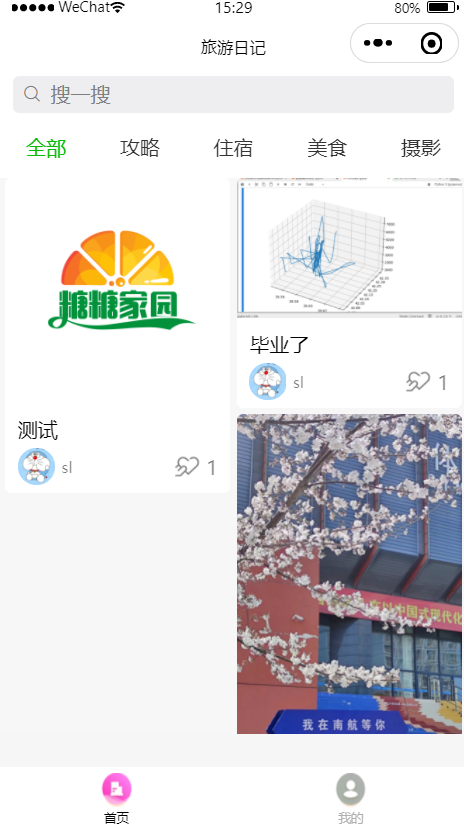 WeChat 15:29 80%
旅游日记
搜一搜
全部 攻略 住宿 美食 摄影
糖糖家园
测试
sl 1
毕业了
sl 1
以中国式现代化
我在南航等你
首页 我的